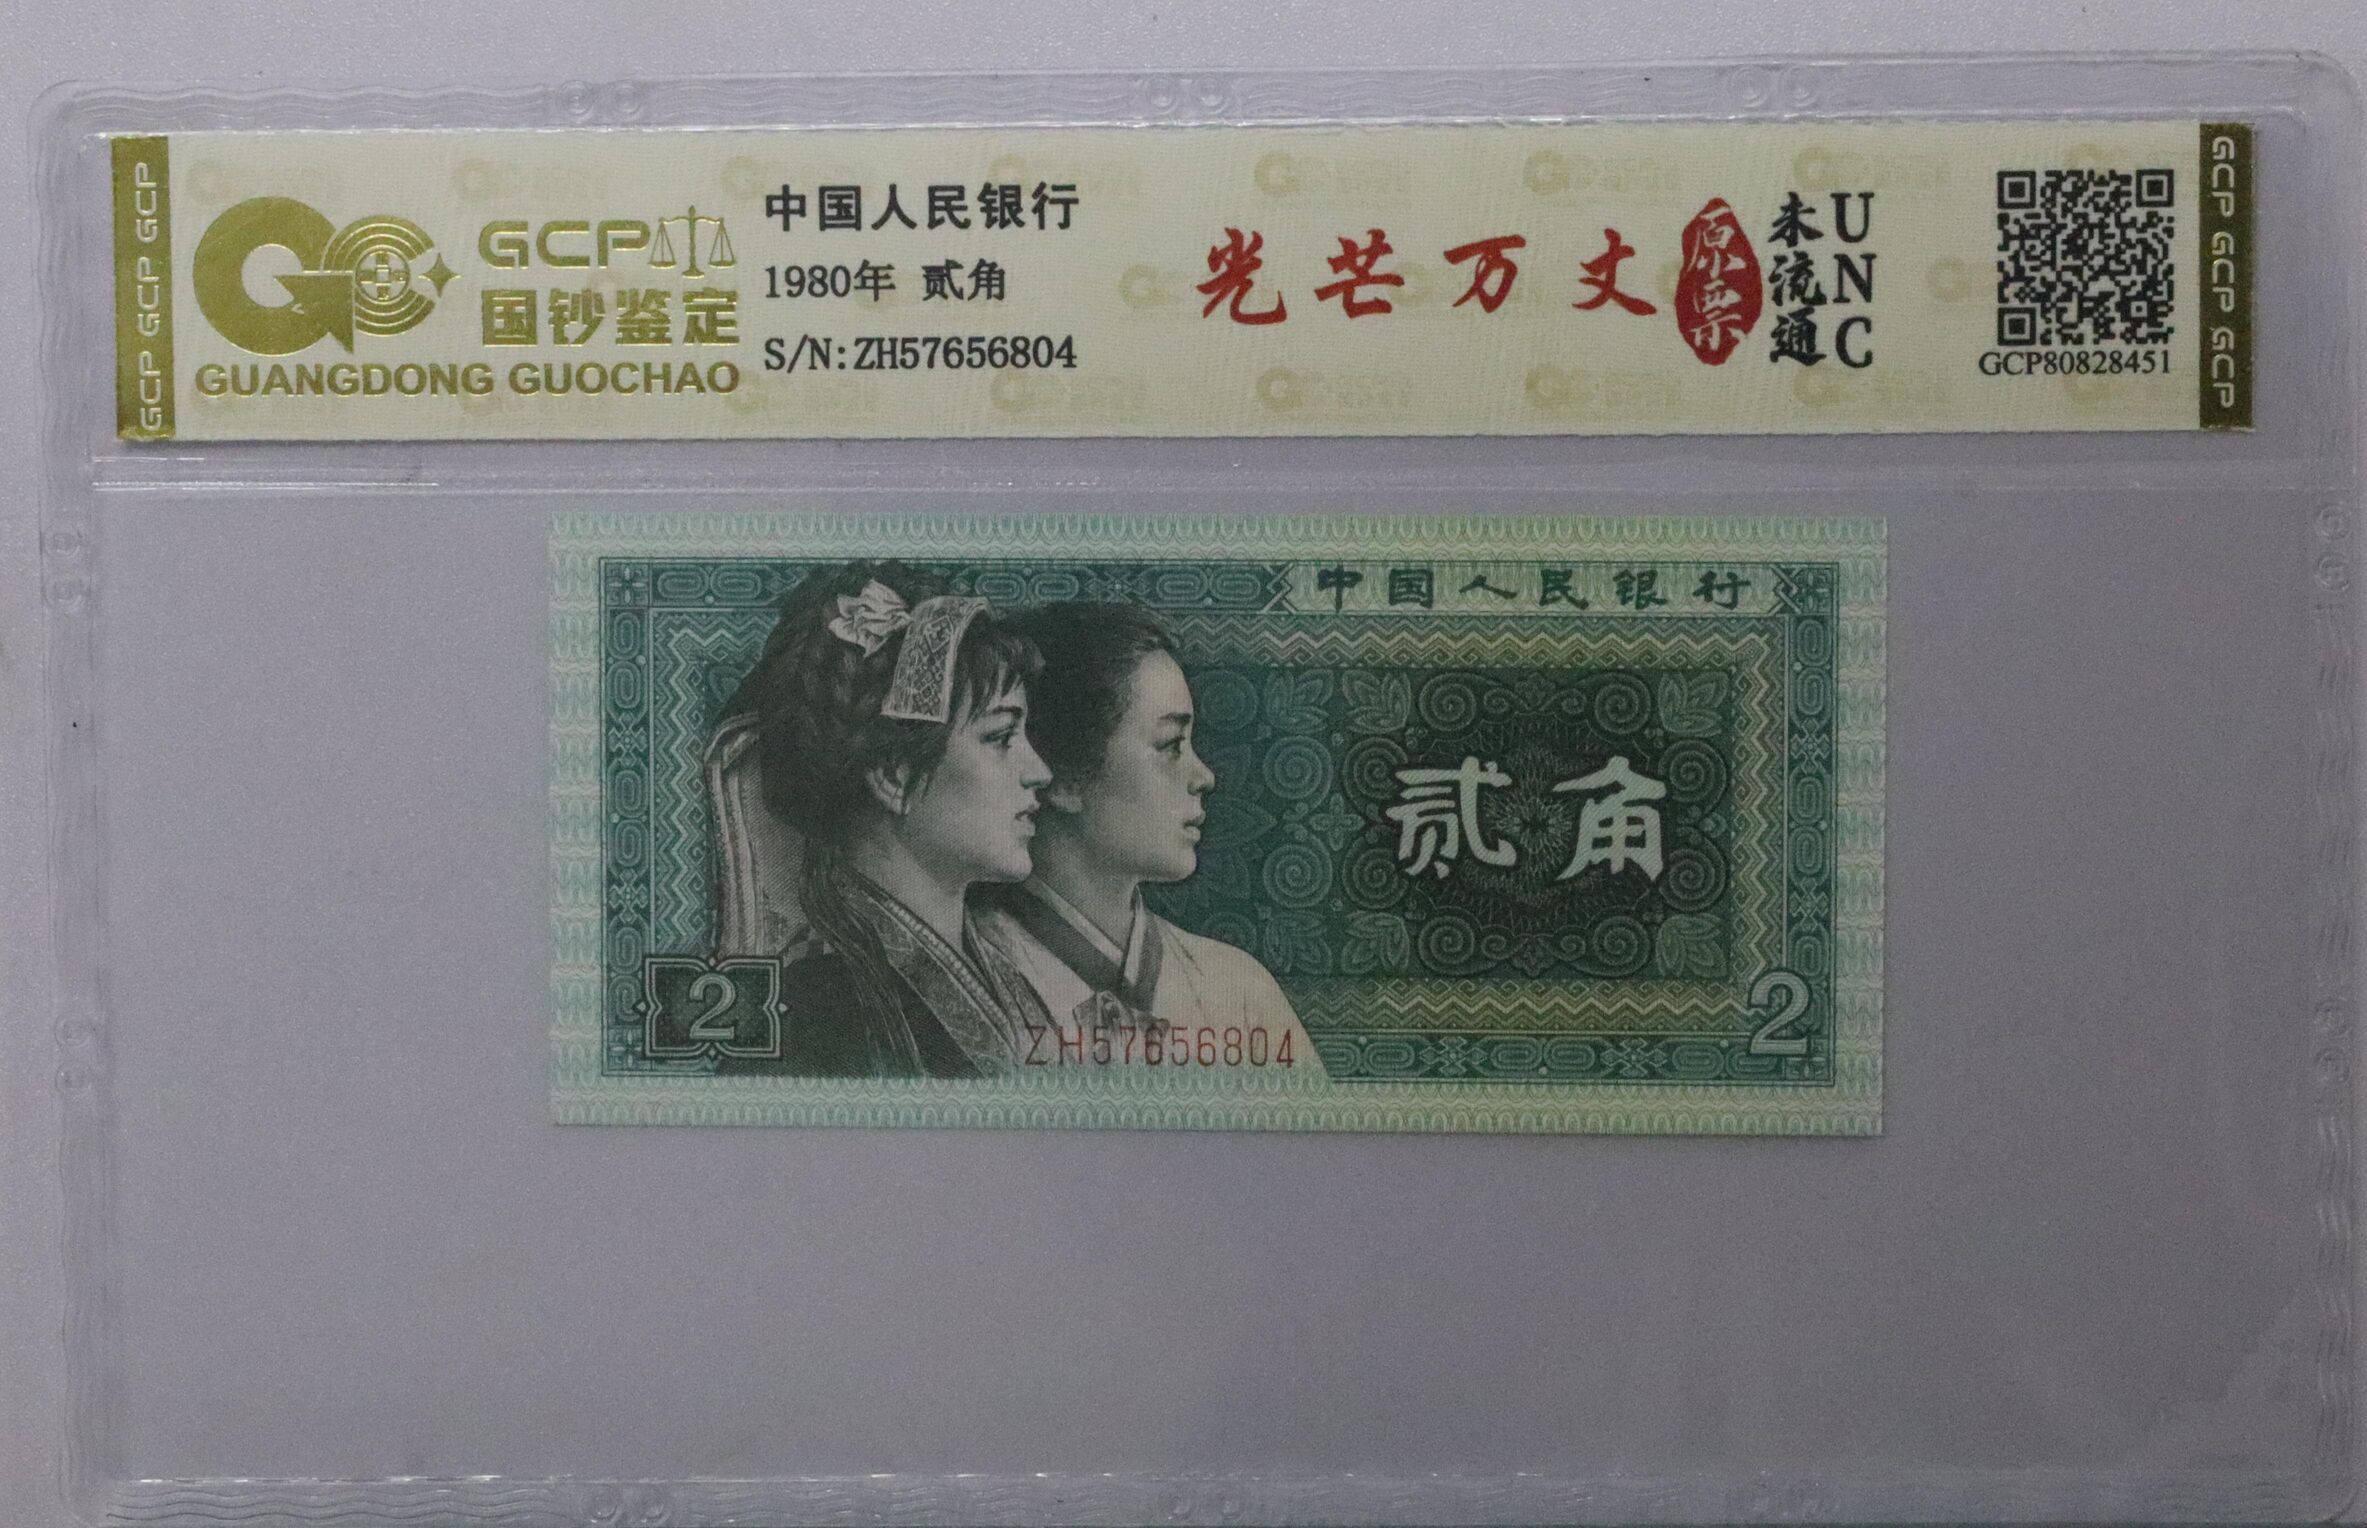 GCP GCP GCP
GCP
国钞鉴定
GUANGDONG GUOCHAO
中国人民银行
1980年 贰角
S/N:ZH57656804
光芒万丈
原票
未流通
UNC
GCP80828451
GCP GCP GCP
中国人民银行
贰角
2
ZH57656804
2